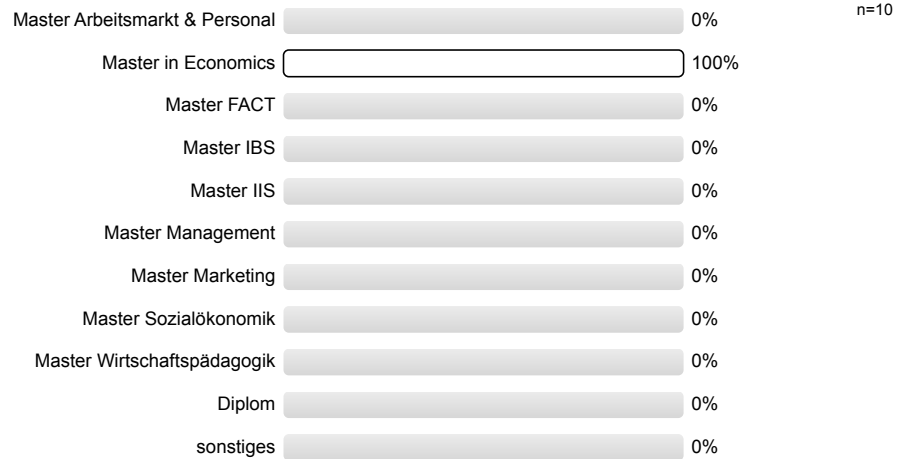 Master Arbeitsmarkt & Personal 0% n=10
Master in Economics 100%
Master FACT 0%
Master IBS 0%
Master IIS 0%
Master Management 0%
Master Marketing 0%
Master Sozialökonomik 0%
Master Wirtschaftspädagogik 0%
Diplom 0%
sonstiges 0%